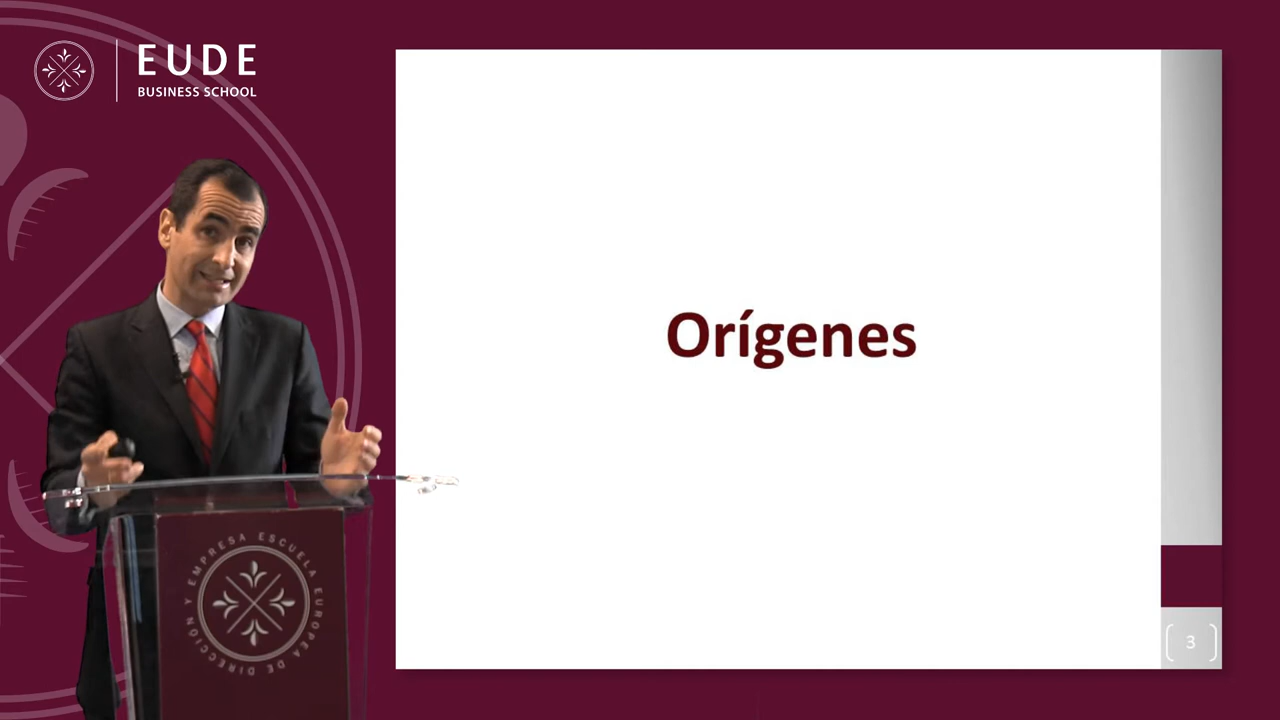 EUDE
BUSINESS SCHOOL
Orígenes
3
ESCUELA EUROPEA DE DIRECCIÓN Y EMPRESA